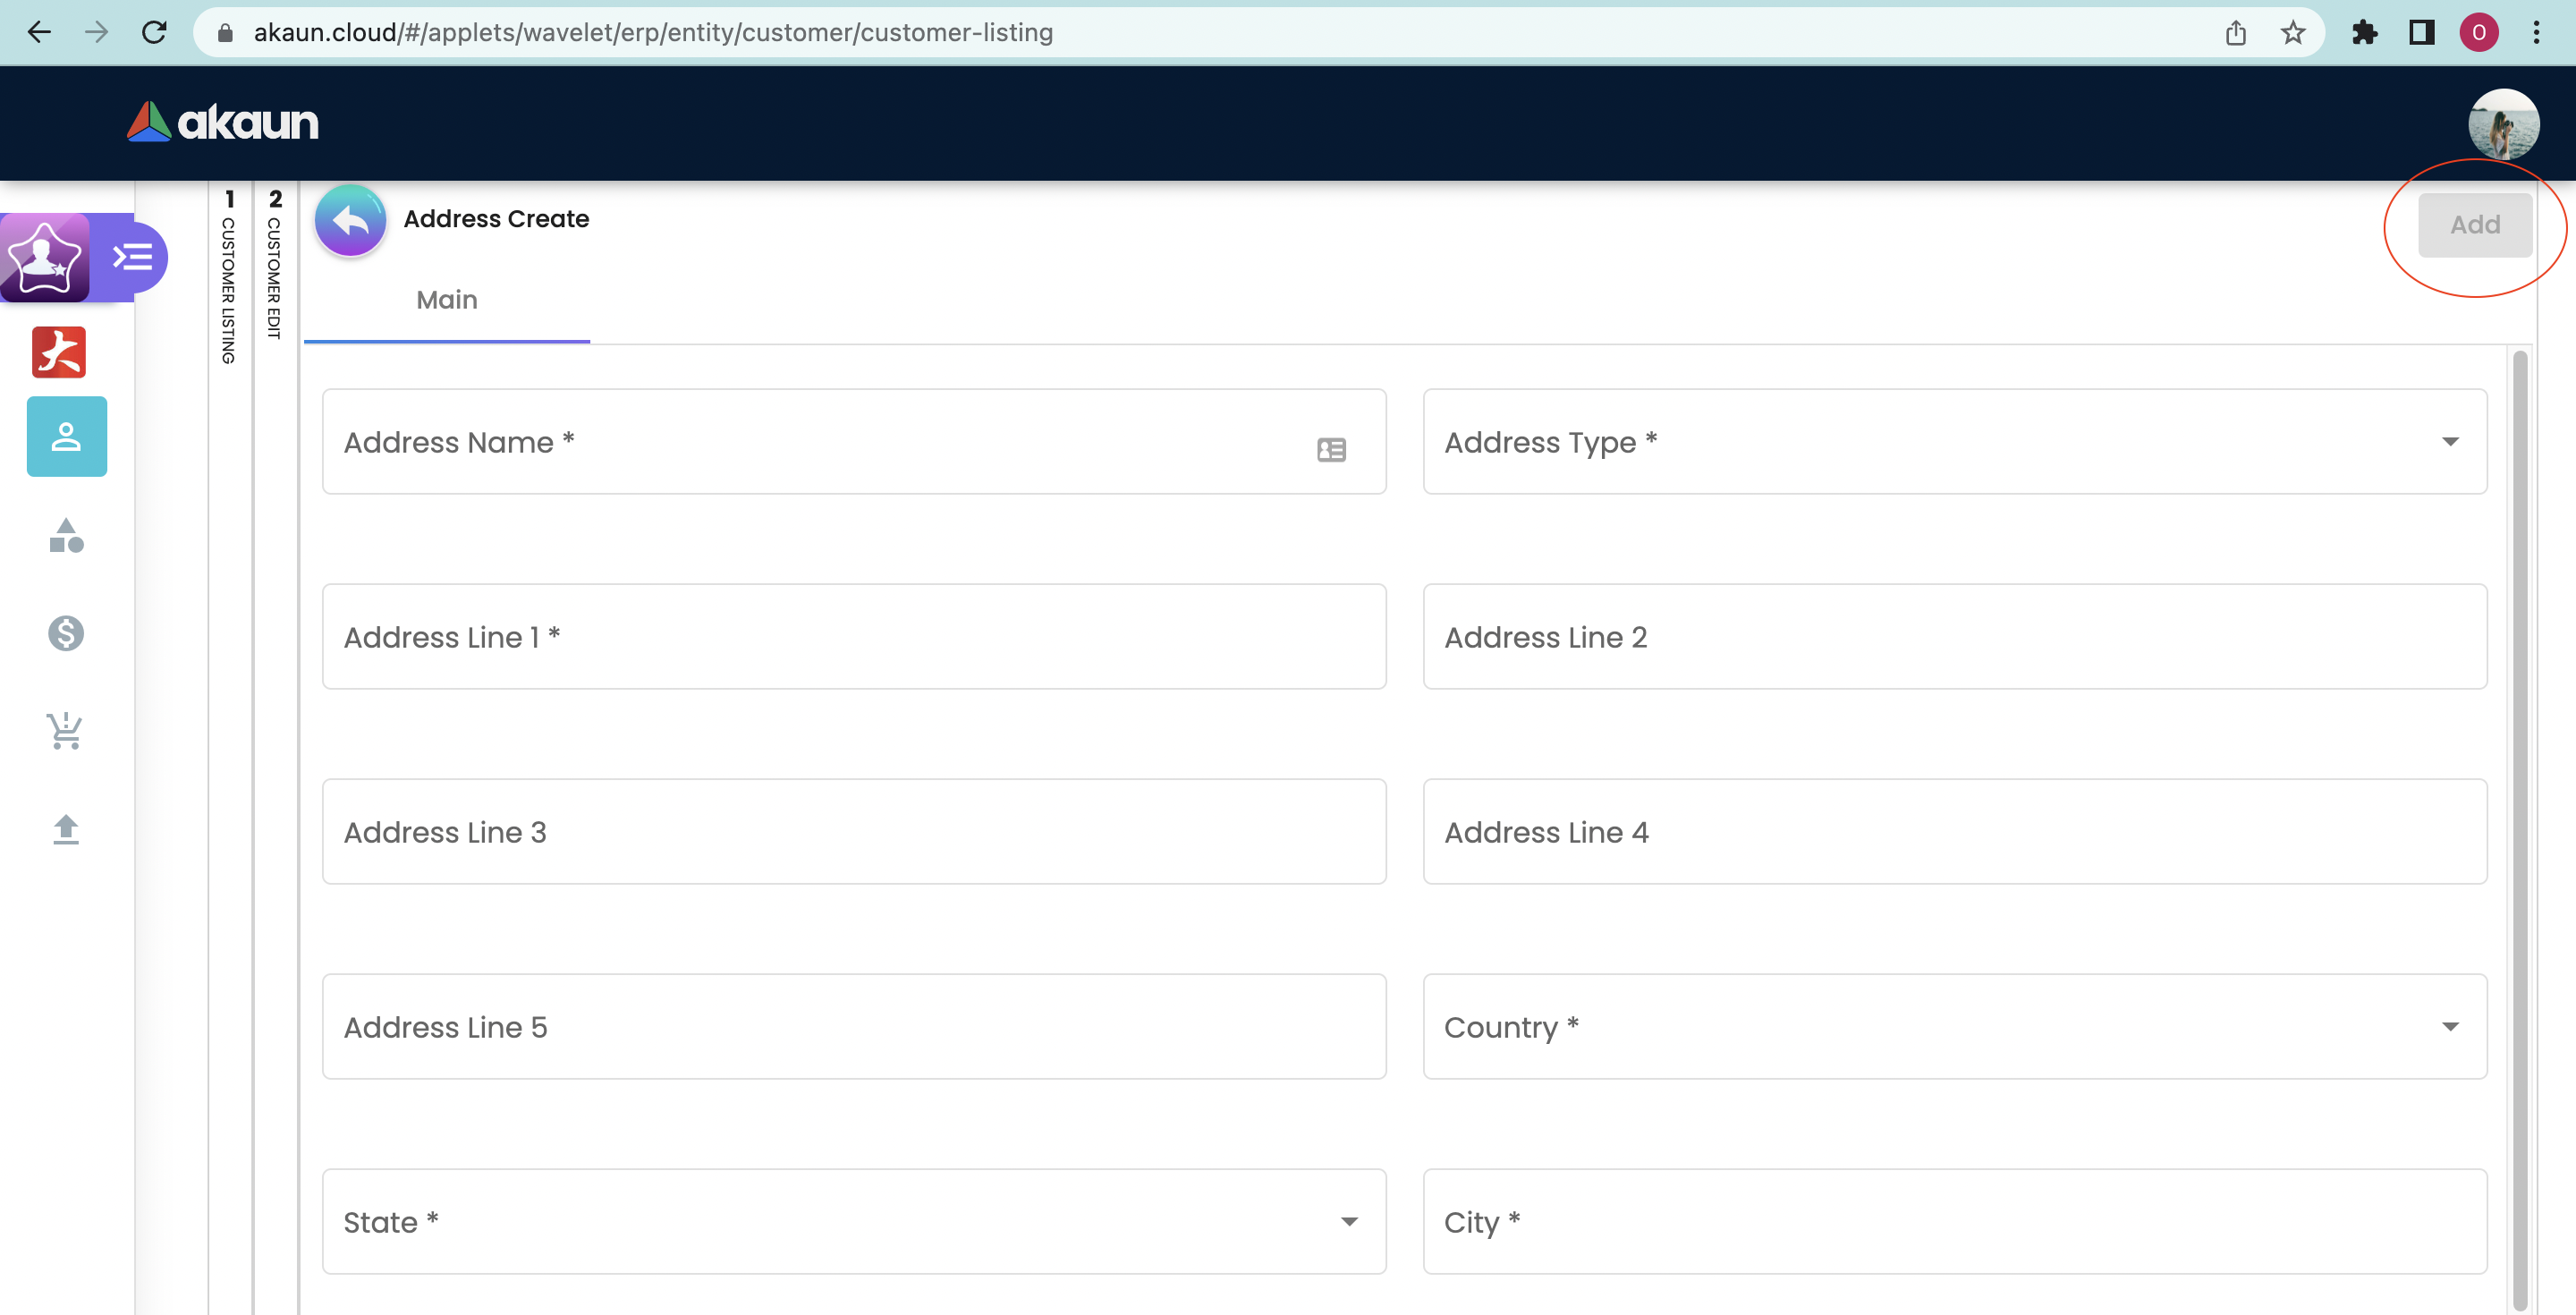 akaun.cloud/#/applets/wavelet/erp/entity/customer/customer-listing
O
akaun
1 CUSTOMER LISTING
2 CUSTOMER EDIT
Address Create
Add
Main
Address Name *
Address Type *
Address Line 1 *
Address Line 2
Address Line 3
Address Line 4
Address Line 5
Country *
State *
City *